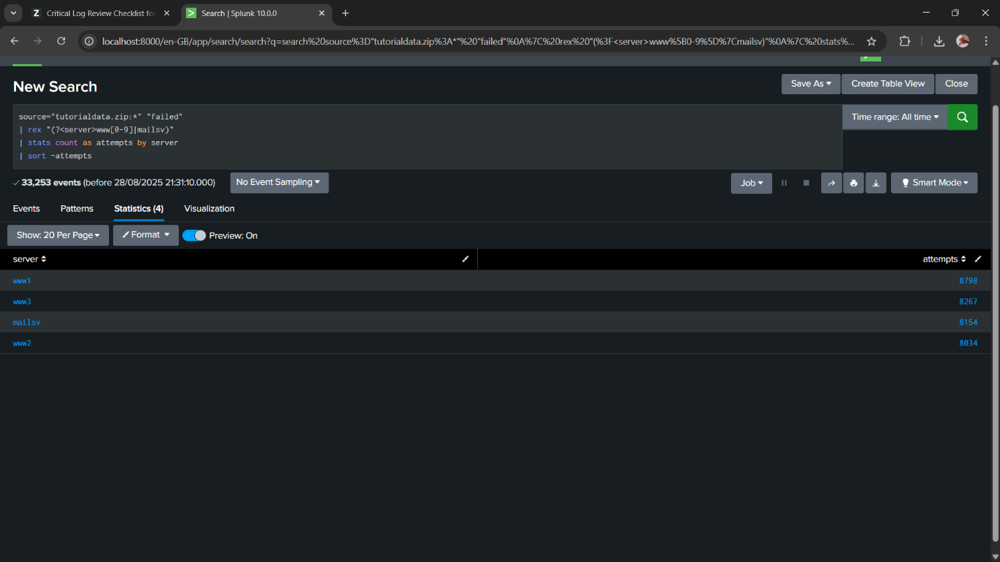 Critical Log Review Checklist for
Search | Splunk 10.0.0
localhost:8000/en-GB/app/search/search?q=search%20source%3D"tutorialdata.zip%3A*"%20"failed"%0A%7C%20rex%20"(%3F<server>www%5B0-9%5D%7Cmailsv)"%0A%7C%20stats%...
New Search
Save As
Create Table View
Close
source="tutorialdata.zip:*" "failed"
| rex "(?<server>www[0-9]|mailsv)"
| stats count as attempts by server
| sort -attempts
Time range: All time
33,253 events (before 28/08/2025 21:31:10.000)
No Event Sampling
Job
Smart Mode
Events
Patterns
Statistics (4)
Visualization
Show: 20 Per Page
Format
Preview: On
server
attempts
www1
8798
www3
8267
mailsv
8154
www2
8034